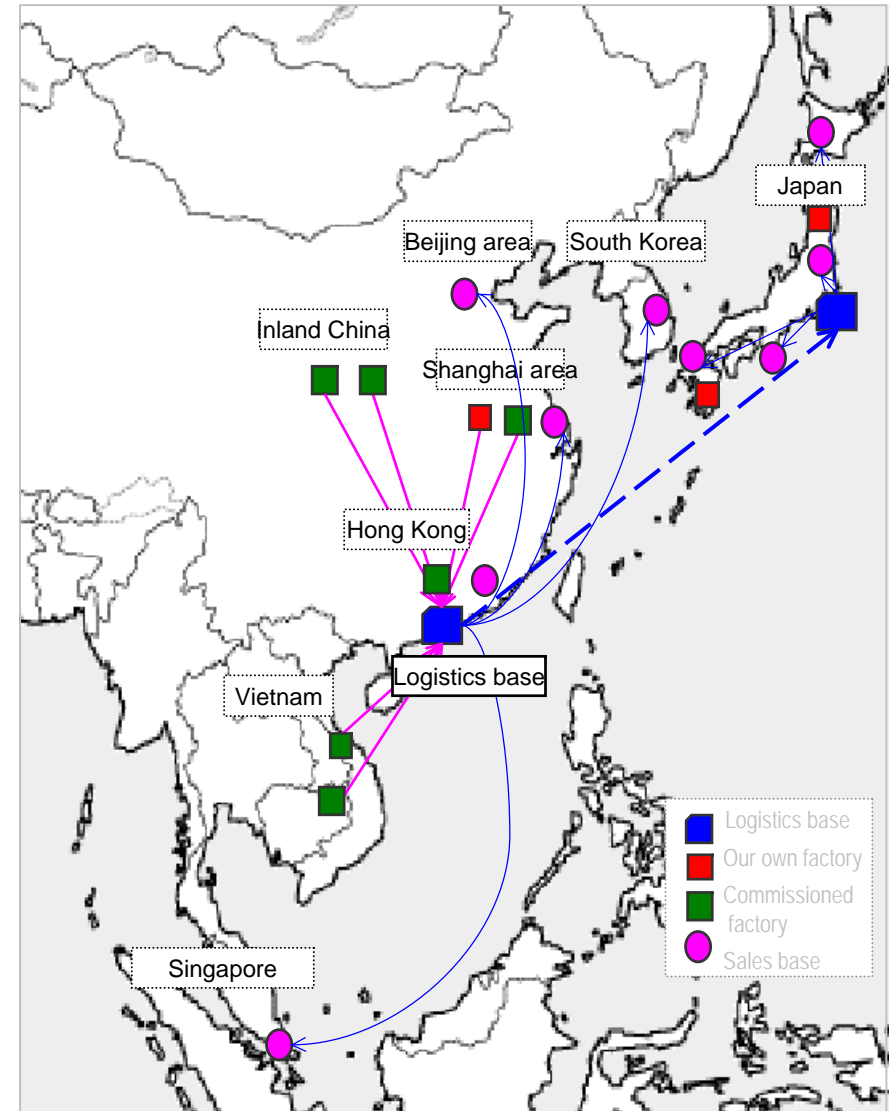 Japan
Beijing area
South Korea
Inland China
Shanghai area
Hong Kong
Logistics base
Vietnam
Singapore
Logistics base
Our own factory
Commissioned
factory
Sales base